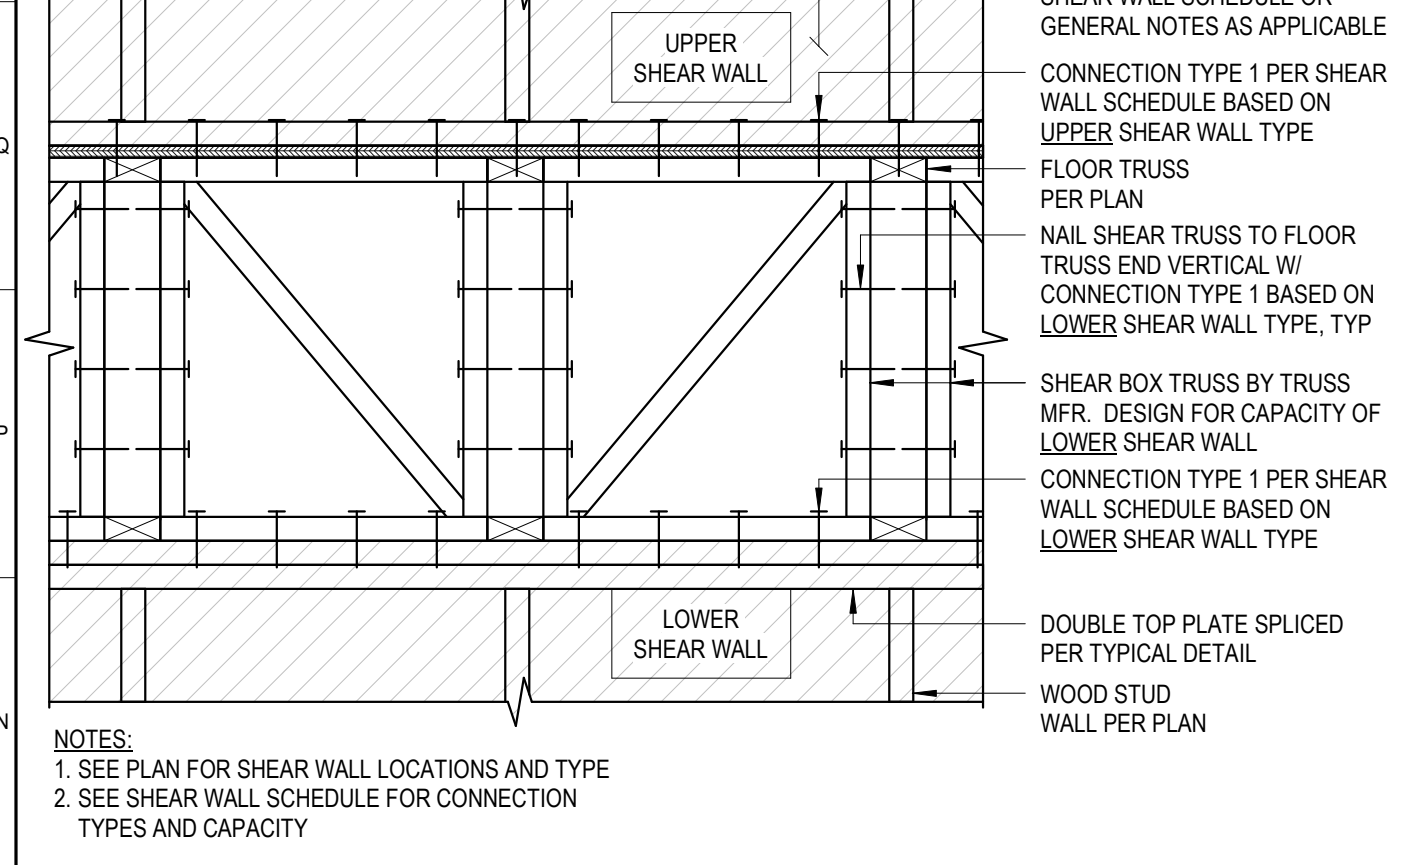 SHEAR WALL SCHEDULE OR
GENERAL NOTES AS APPLICABLE
UPPER
SHEAR WALL
CONNECTION TYPE 1 PER SHEAR
WALL SCHEDULE BASED ON
UPPER SHEAR WALL TYPE
Q
FLOOR TRUSS
PER PLAN
NAIL SHEAR TRUSS TO FLOOR
TRUSS END VERTICAL W/
CONNECTION TYPE 1 BASED ON
LOWER SHEAR WALL TYPE, TYP
SHEAR BOX TRUSS BY TRUSS
MFR. DESIGN FOR CAPACITY OF
LOWER SHEAR WALL
P
CONNECTION TYPE 1 PER SHEAR
WALL SCHEDULE BASED ON
LOWER SHEAR WALL TYPE
LOWER
SHEAR WALL
DOUBLE TOP PLATE SPLICED
PER TYPICAL DETAIL
WOOD STUD
WALL PER PLAN
N
NOTES:
1. SEE PLAN FOR SHEAR WALL LOCATIONS AND TYPE
2. SEE SHEAR WALL SCHEDULE FOR CONNECTION
TYPES AND CAPACITY